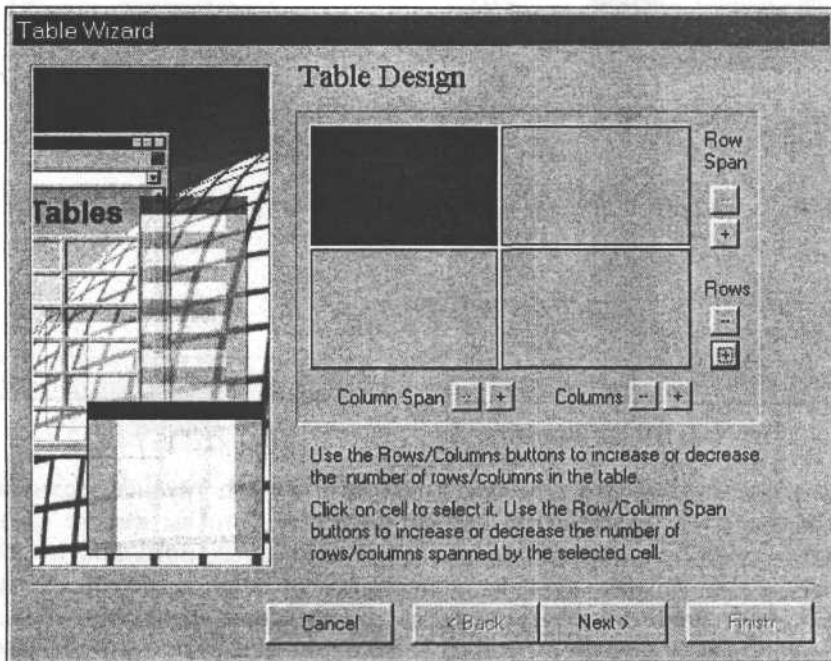 Table Wizard
Tables
Table Design
Row
Span
-
+
Rows
-
+
Column Span - + Columns - +
Use the Rows/Columns buttons to increase or decrease
the number of rows/columns in the table.
Click on cell to select it. Use the Row/Column Span
buttons to increase or decrease the number of
rows/columns spanned by the selected cell.
Cancel < Back Next > Finish